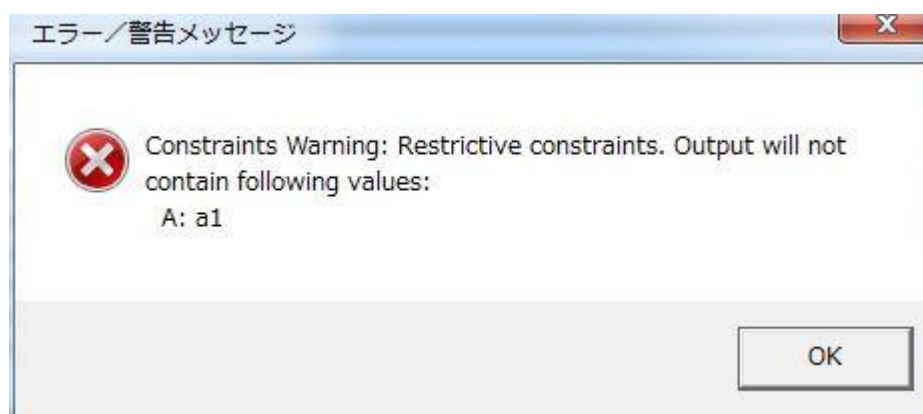 エラー／警告メッセージ
Constraints Warning: Restrictive constraints. Output will not
contain following values:
A: a1
OK